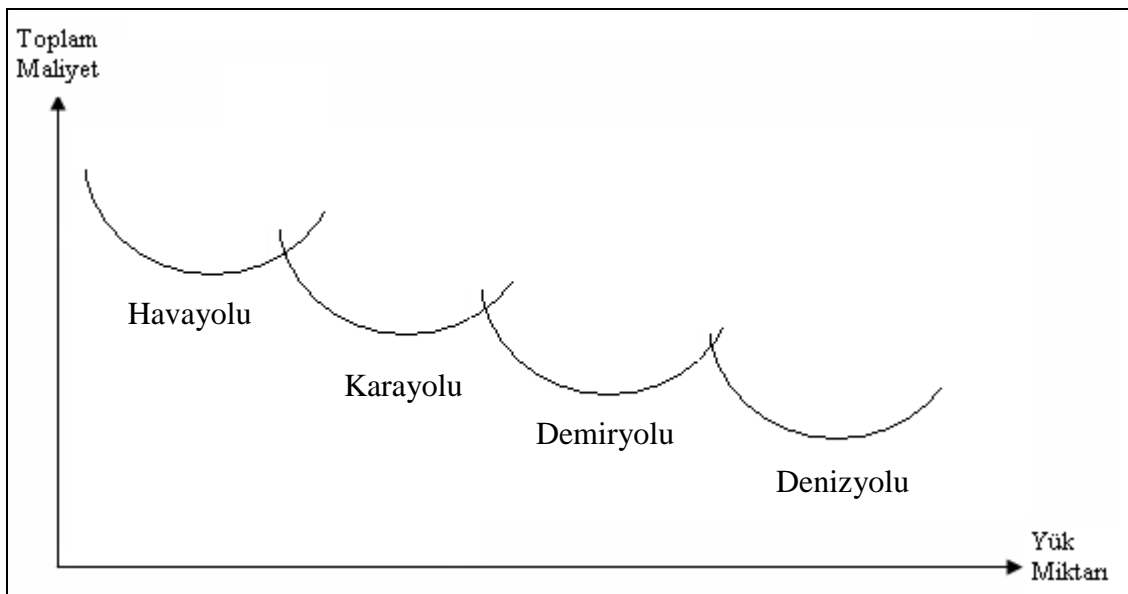 Toplam
Maliyet
Havayolu
Karayolu
Demiryolu
Denizyolu
Yük
Miktarı